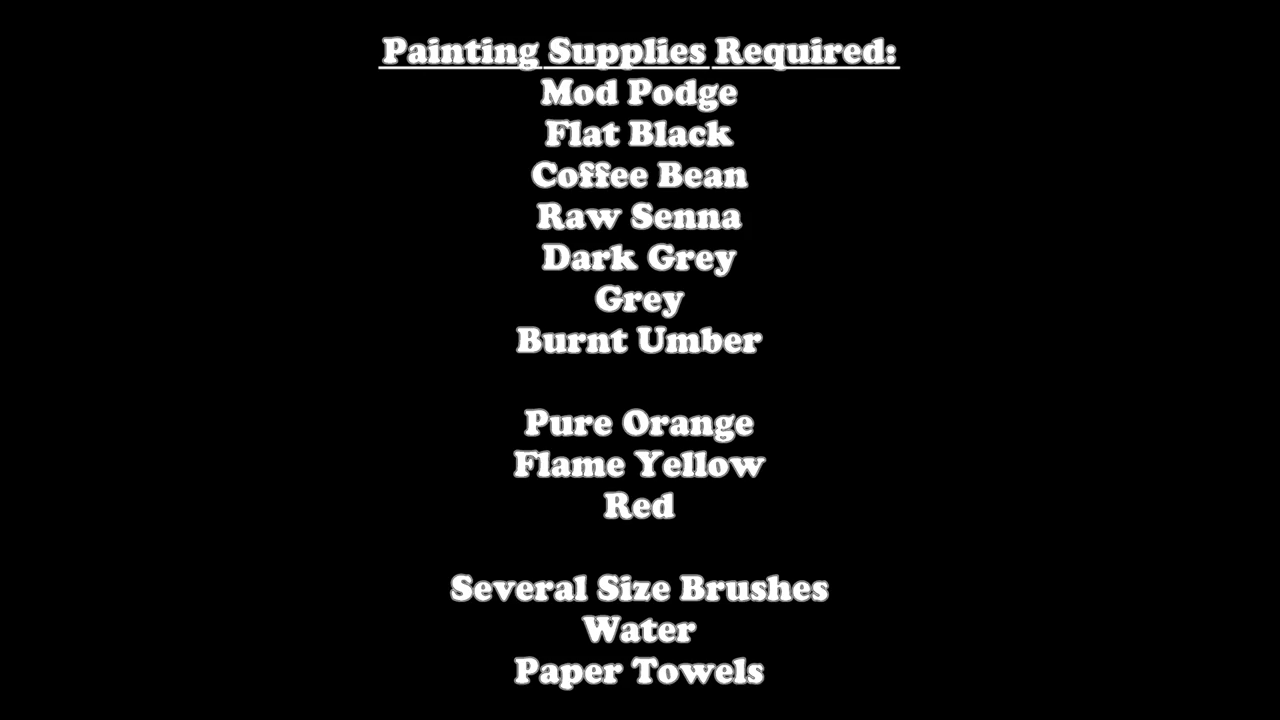 Painting Supplies Required:
Mod Podge
Flat Black
Coffee Bean
Raw Senna
Dark Grey
Grey
Burnt Umber
Pure Orange
Flame Yellow
Red
Several Size Brushes
Water
Paper Towels